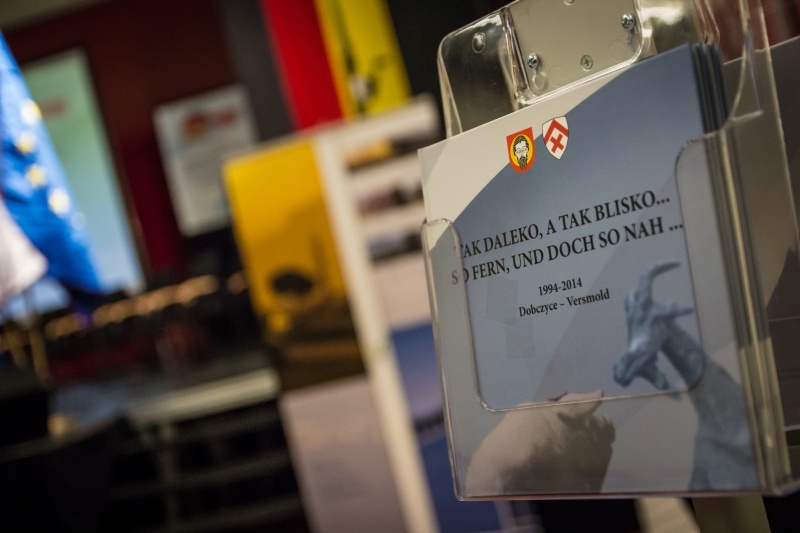 TAK DALEKO, A TAK BLISKO...
SO FERN, UND DOCH SO NAH ...
1994-2014
Dobczyce – Versmold